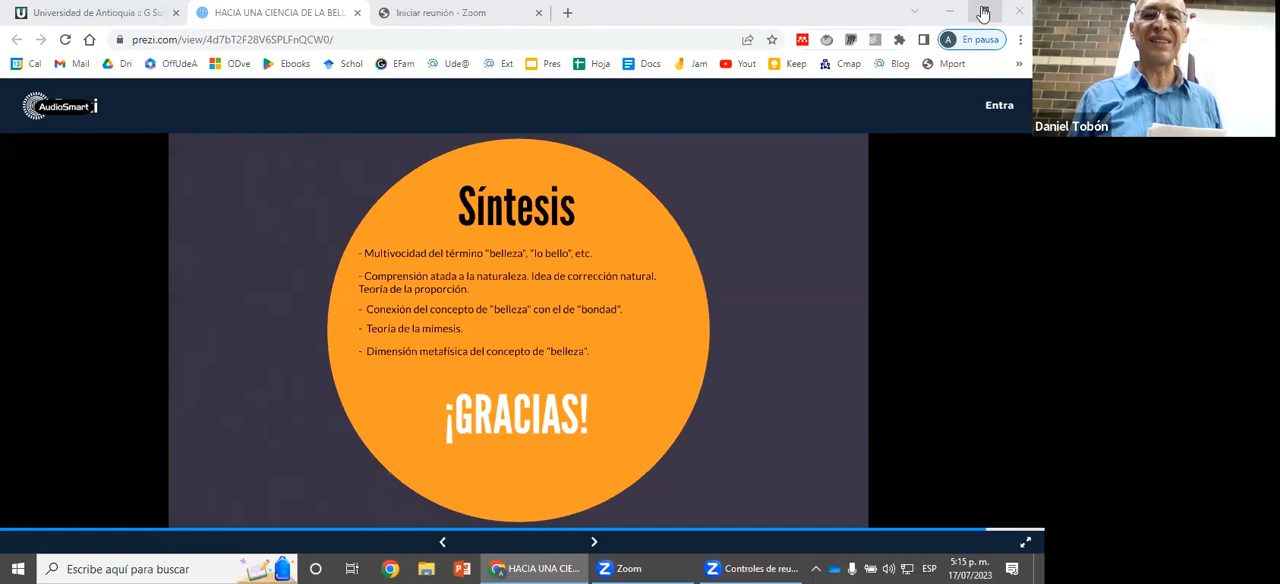 Universidad de Antioquia :: G Su
HACIA UNA CIENCIA DE LA BELL
Iniciar reunión - Zoom
prezi.com/view/4d7bT2F28V6SPLFnQCW0/
A En pausa
Cal
Mail
Dri
OffUdeA
ODve
Ebooks
Schol
EFam
Ude@
Ext
Pres
Hoja
Docs
Jam
Yout
Keep
Cmap
Blog
Mport
»
AudioSmart
i
Entra
Daniel Tobón
Síntesis
- Multivocidad del término "belleza", "lo bello", etc.
- Comprensión atada a la naturaleza. Idea de corrección natural.
Teoría de la proporción.
- Conexión del concepto de "belleza" con el de "bondad".
- Teoría de la mímesis.
- Dimensión metafísica del concepto de "belleza".
¡GRACIAS!
Escribe aquí para buscar
HACIA UNA CIE...
Zoom
Controles de reu...
ESP
5:15 p. m.
17/07/2023